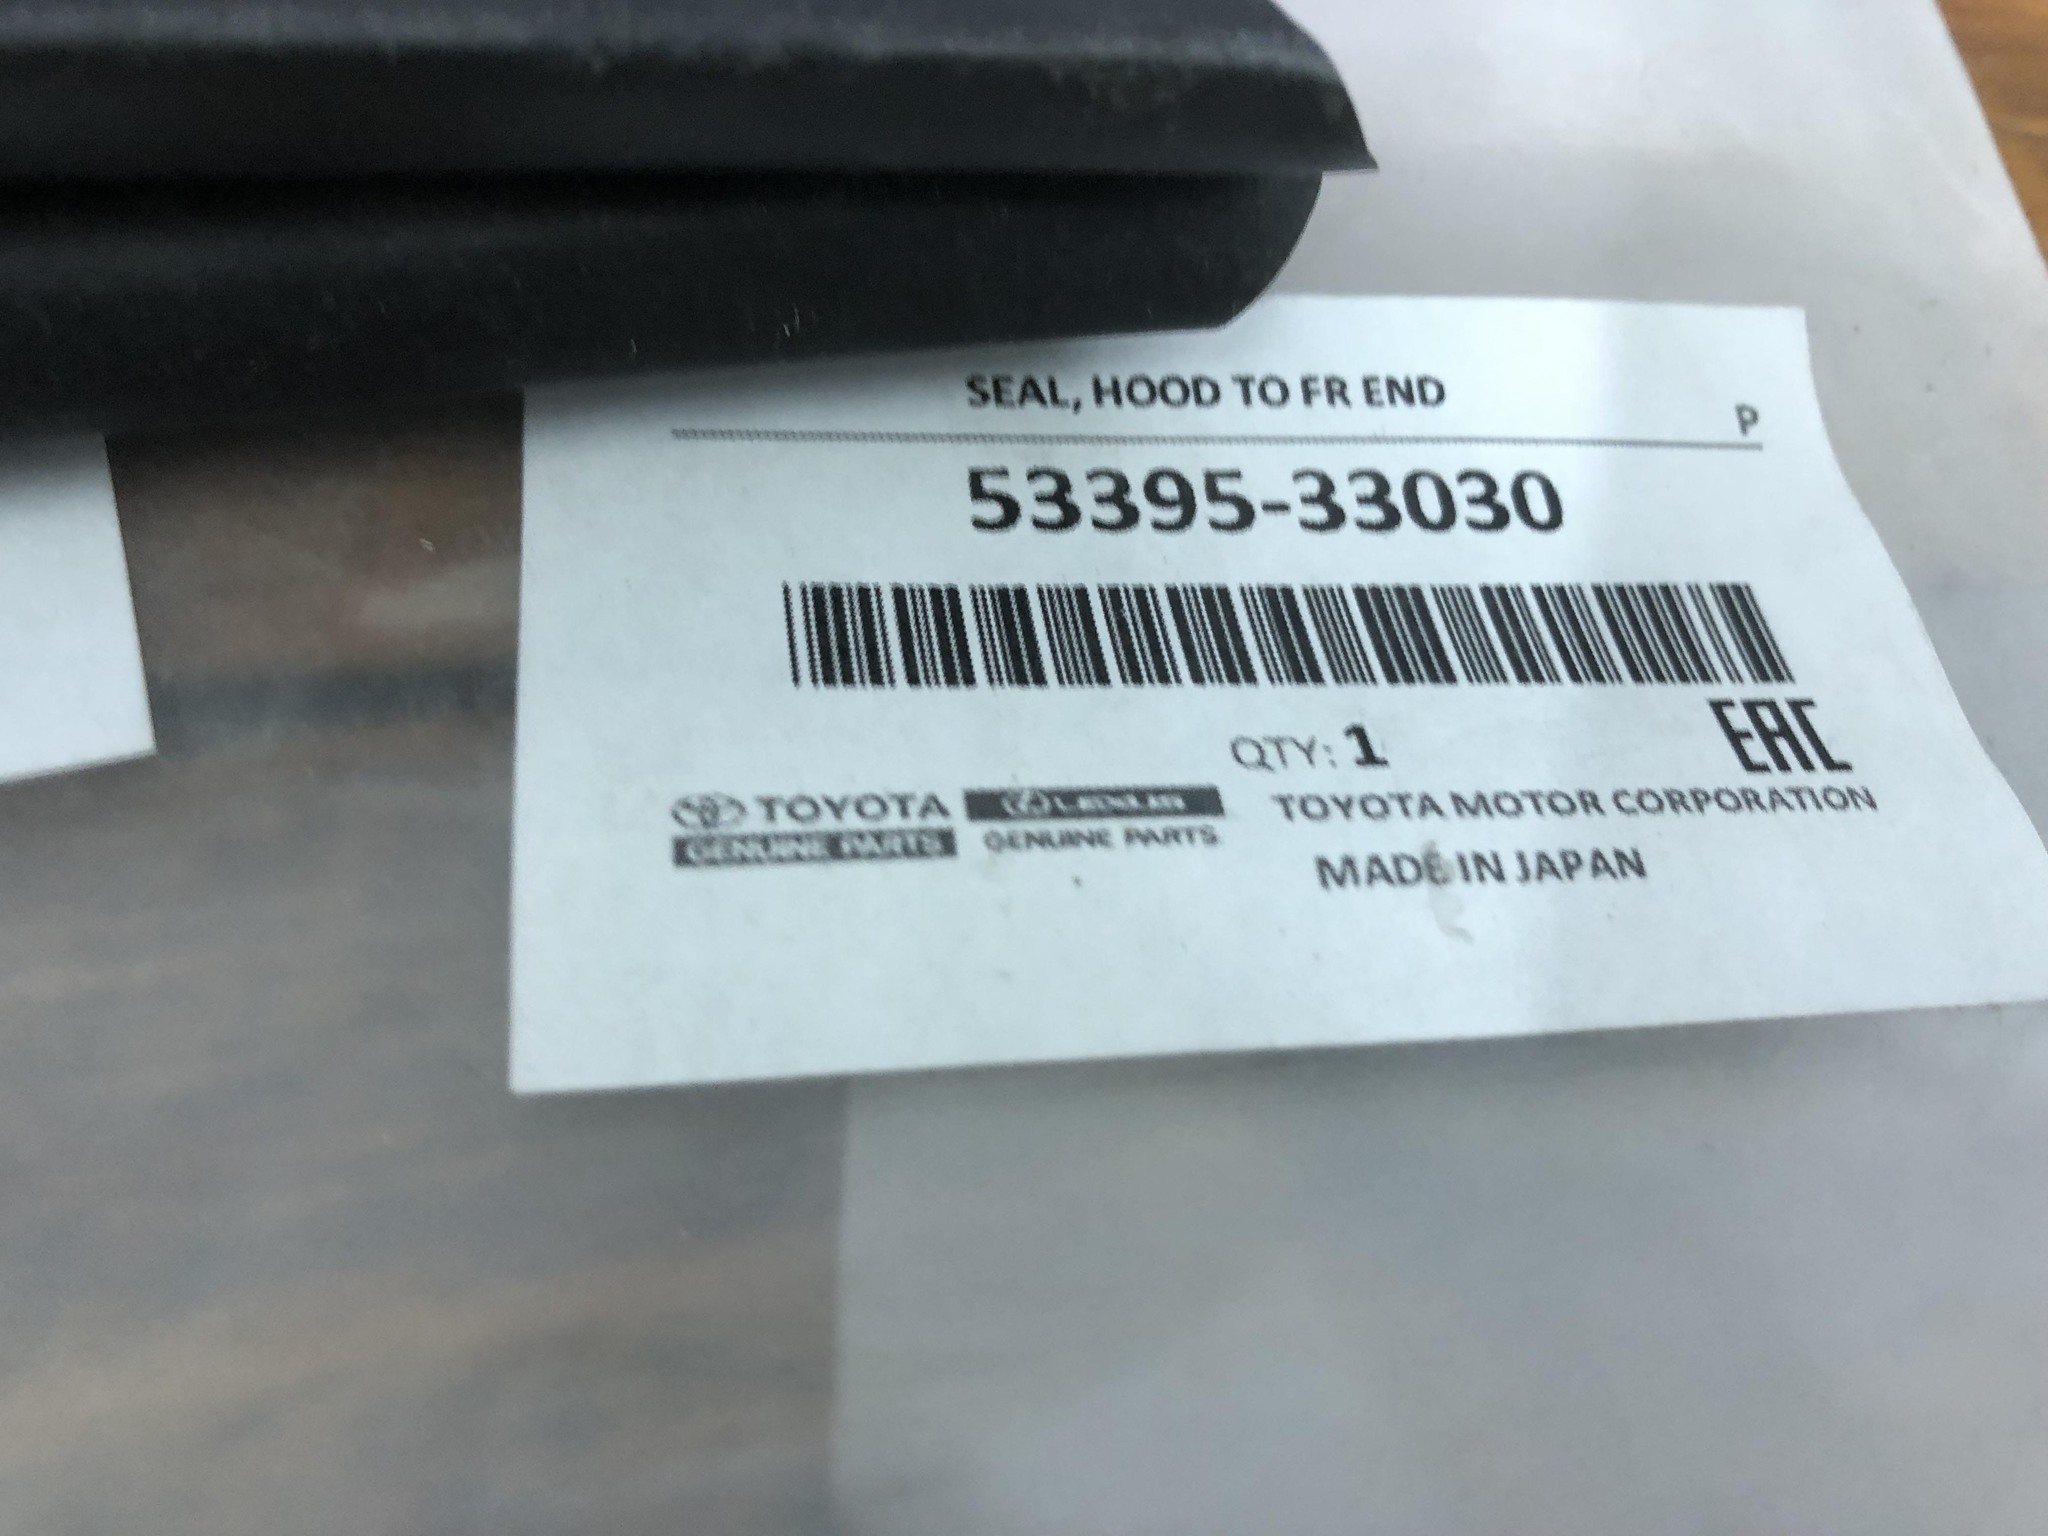 SEAL, HOOD TO FR END
P
53395-33030
QTY: 1
EAC
TOYOTA
GENUINE PARTS
LEXUS
GENUINE PARTS
TOYOTA MOTOR CORPORATION
MADE IN JAPAN